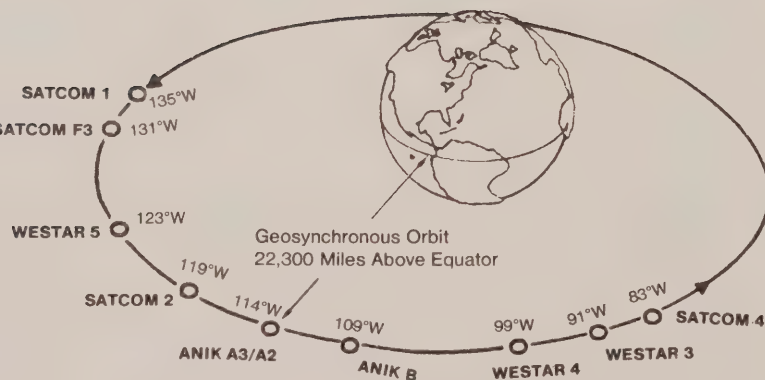 SATCOM 1
135°W
SATCOM F3
131°W
WESTAR 5
123°W
Geosynchronous Orbit
22,300 Miles Above Equator
SATCOM 2
119°W
ANIK A3/A2
114°W
ANIK B
109°W
WESTAR 4
99°W
WESTAR 3
91°W
SATCOM 4
83°W